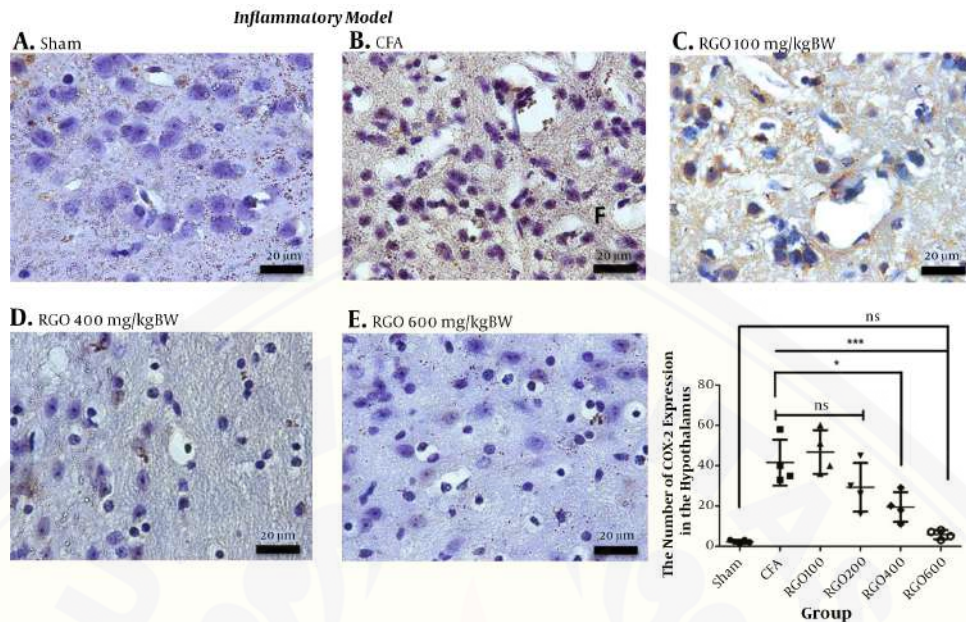 Inflammatory Model
A. Sham
B. CFA
C. RGO 100 mg/kgBW
20 µm
F
20 µm
20 µm
D. RGO 400 mg/kgBW
E. RGO 600 mg/kgBW
20 µm
20 µm
ns
***
*
ns
The Number of COX-2 Expression
in the Hypothalamus
80
60
40
20
0
Sham
CFA
RGO100
RGO200
RGO400
RGO600
Group